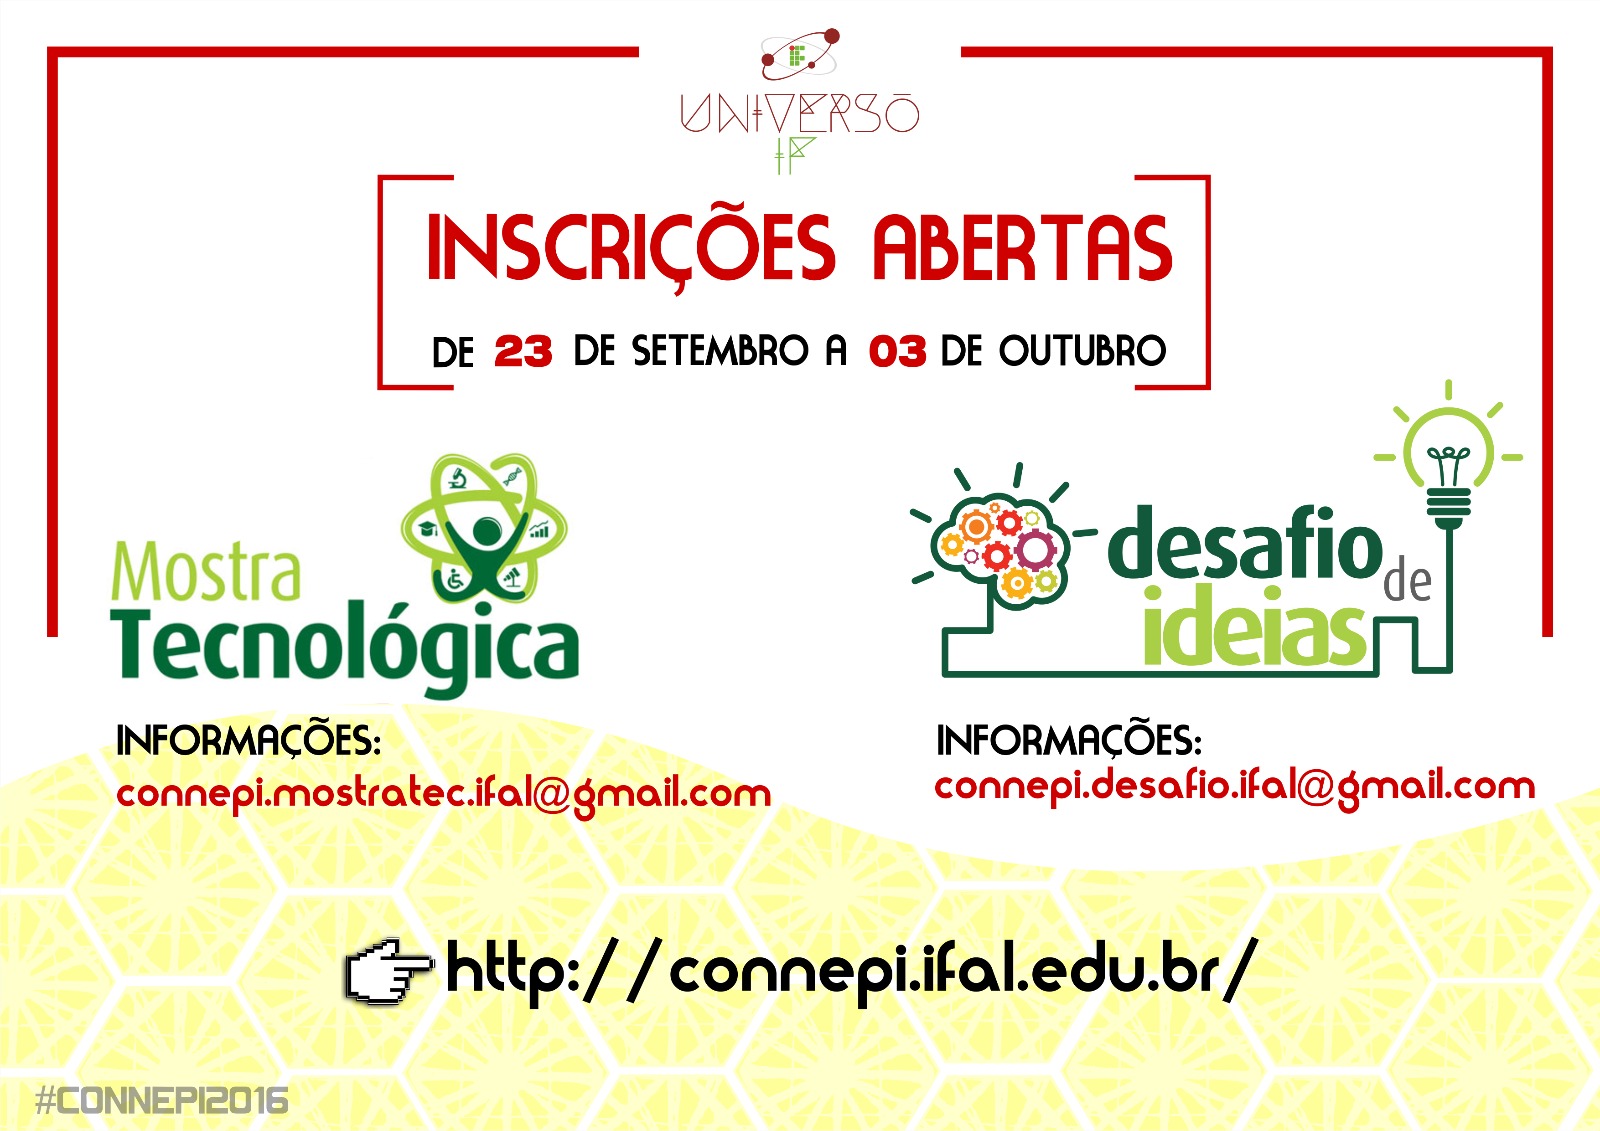 UNIVERSO
IF
INSCRIÇÕES ABERTAS
DE 23 DE SETEMBRO A 03 DE OUTUBRO
Mostra
Tecnológica
INFORMAÇÕES:
connepi.mostratec.ifal@gmail.com
desafio de
ideias
INFORMAÇÕES:
connepi.desafio.ifal@gmail.com
http://connepi.ifal.edu.br/
#CONNEPI2016